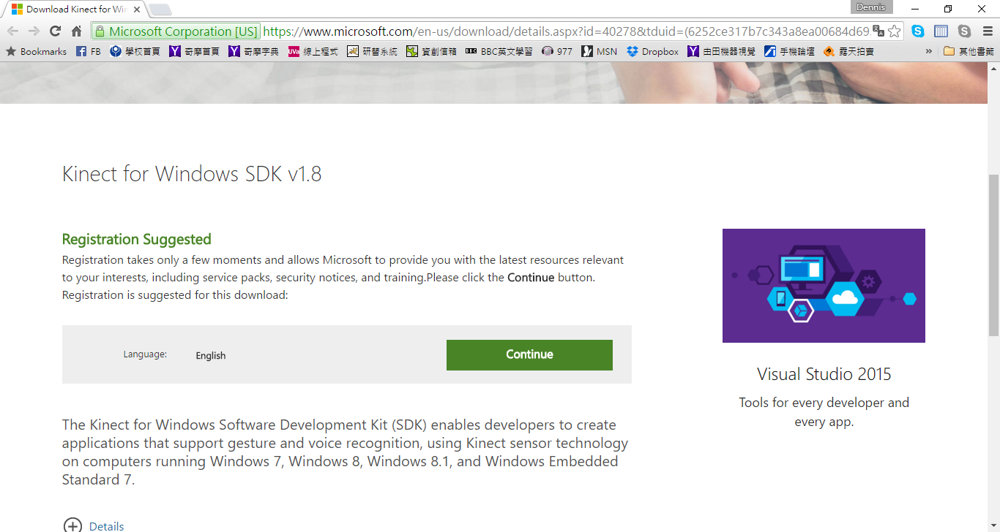 Download Kinect for Win
Dennis
Microsoft Corporation [US] https://www.microsoft.com/en-us/download/details.aspx?id=40278&tduid=(6252ce317b7c343a8ea00684d69
Bookmarks FB 學校首頁 奇摩首頁 奇摩字典 UVa 線上程式 研替系統 資創信箱 BBC BBC英文學習 977 MSN Dropbox 由田機器視覺 手機論壇 露天拍賣 » 其他書籤
Kinect for Windows SDK v1.8
Registration Suggested
Registration takes only a few moments and allows Microsoft to provide you with the latest resources relevant
to your interests, including service packs, security notices, and training.Please click the Continue button.
Registration is suggested for this download:
Language: English Continue
Visual Studio 2015
Tools for every developer and
every app.
The Kinect for Windows Software Development Kit (SDK) enables developers to create
applications that support gesture and voice recognition, using Kinect sensor technology
on computers running Windows 7, Windows 8, Windows 8.1, and Windows Embedded
Standard 7.
Details